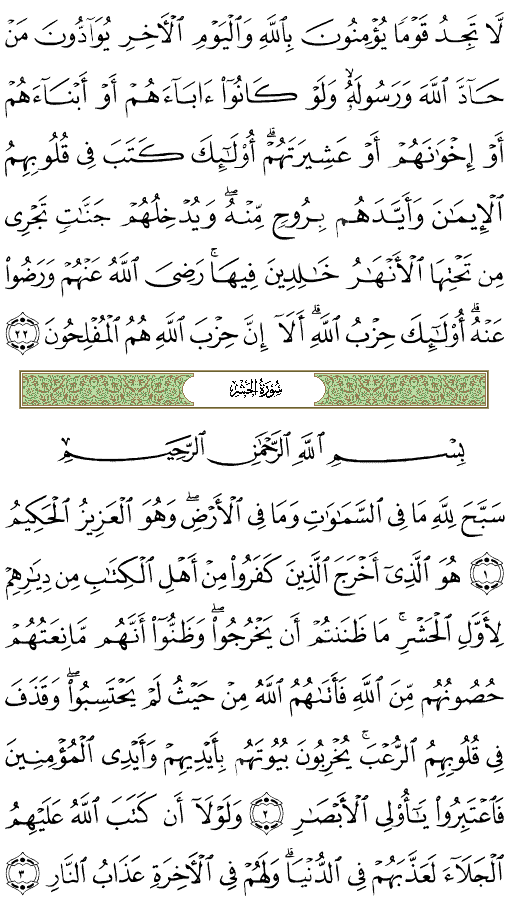 لَّا تَجِدُ قَوْمًا يُؤْمِنُونَ بِٱللَّهِ وَٱلْيَوْمِ ٱلْأَخِرِ يُوَآدُّونَ مَنْ
حَآدَّ ٱللَّهَ وَرَسُولَهُۥ وَلَوْ كَانُوٓا۟ ءَابَآءَهُمْ أَوْ أَبْنَآءَهُمْ
أَوْ إِخْوَٰنَهُمْ أَوْ عَشِيرَتَهُمْ ۚ أُو۟لَٰٓئِكَ كَتَبَ فِى قُلُوبِهِمُ
ٱلْإِيمَٰنَ وَأَيَّدَهُم بِرُوحٍ مِّنْهُ ۖ وَيُدْخِلُهُمْ جَنَّٰتٍ تَجْرِى
مِن تَحْتِهَا ٱلْأَنْهَٰرُ خَٰلِدِينَ فِيهَا ۚ رَضِىَ ٱللَّهُ عَنْهُمْ وَرَضُوا۟
عَنْهُ ۚ أُو۟لَٰٓئِكَ حِزْبُ ٱللَّهِ ۚ أَلَآ إِنَّ حِزْبَ ٱللَّهِ هُمُ ٱلْمُفْلِحُونَ ٢٢
سُورَةُ الحَشْرِ
بِسْمِ ٱللَّهِ ٱلرَّحْمَٰنِ ٱلرَّحِيمِ
سَبَّحَ لِلَّهِ مَا فِى ٱلسَّمَٰوَٰتِ وَمَا فِى ٱلْأَرْضِ ۖ وَهُوَ ٱلْعَزِيزُ ٱلْحَكِيمُ
١ هُوَ ٱلَّذِىٓ أَخْرَجَ ٱلَّذِينَ كَفَرُوا۟ مِنْ أَهْلِ ٱلْكِتَٰبِ مِن دِيَٰرِهِمْ
لِأَوَّلِ ٱلْحَشْرِ ۚ مَا ظَنَنتُمْ أَن يَخْرُجُوا۟ ۖ وَظَنُّوٓا۟ أَنَّهُم مَّانِعَتُهُمْ
حُصُونُهُم مِّنَ ٱللَّهِ فَأَتَىٰهُمُ ٱللَّهُ مِنْ حَيْثُ لَمْ يَحْتَسِبُوا۟ ۖ وَقَذَفَ
فِى قُلُوبِهِمُ ٱلرُّعْبَ ۚ يُخْرِبُونَ بُيُوتَهُم بِأَيْدِيهِمْ وَأَيْدِى ٱلْمُؤْمِنِينَ
فَٱعْتَبِرُوا۟ يَٰٓأُو۟لِى ٱلْأَبْصَٰرِ ٢ وَلَوْلَآ أَن كَتَبَ ٱللَّهُ عَلَيْهِمُ
ٱلْجَلَآءَ لَعَذَّبَهُمْ فِى ٱلدُّنْيَا ۖ وَلَهُمْ فِى ٱلْأَخِرَةِ عَذَابُ ٱلنَّارِ ٣